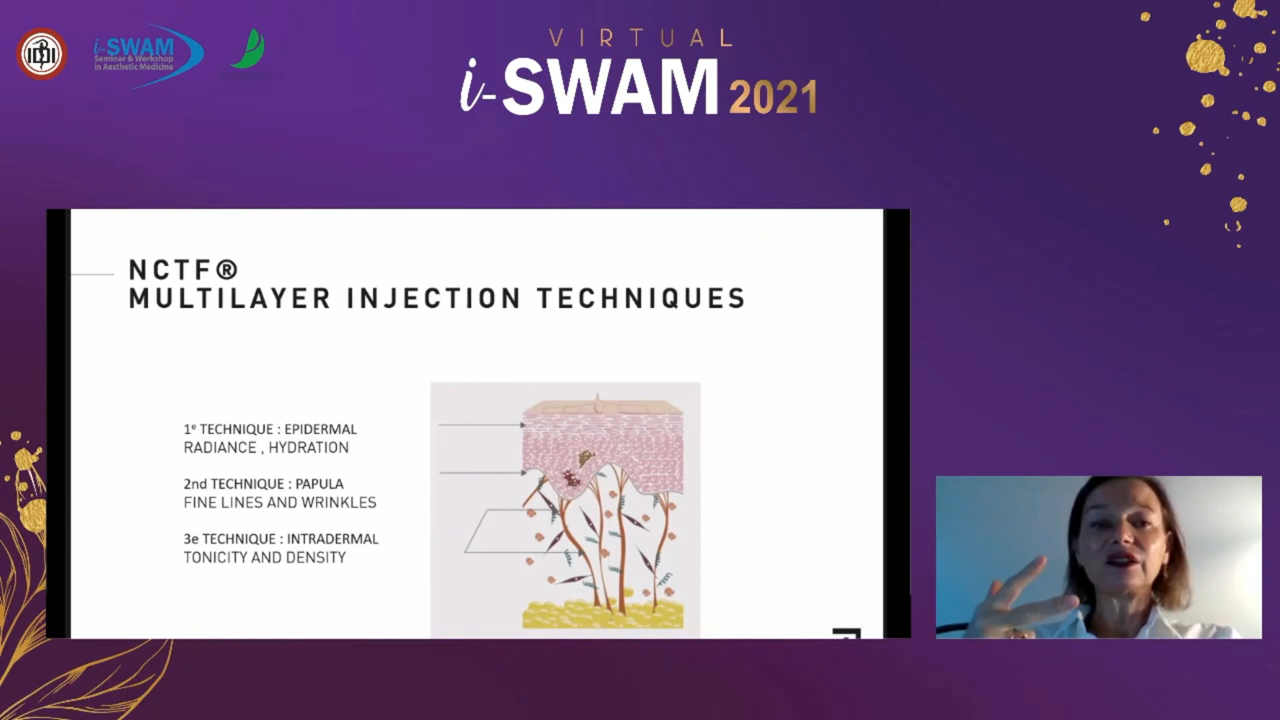 i-SWAM
Seminar & Workshop
in Aesthetic Medicine
VIRTUAL
i-SWAM 2021
NCTF®
MULTILAYER INJECTION TECHNIQUES
1ᵉ TECHNIQUE : EPIDERMAL
RADIANCE , HYDRATION
2nd TECHNIQUE : PAPULA
FINE LINES AND WRINKLES
3e TECHNIQUE : INTRADERMAL
TONICITY AND DENSITY